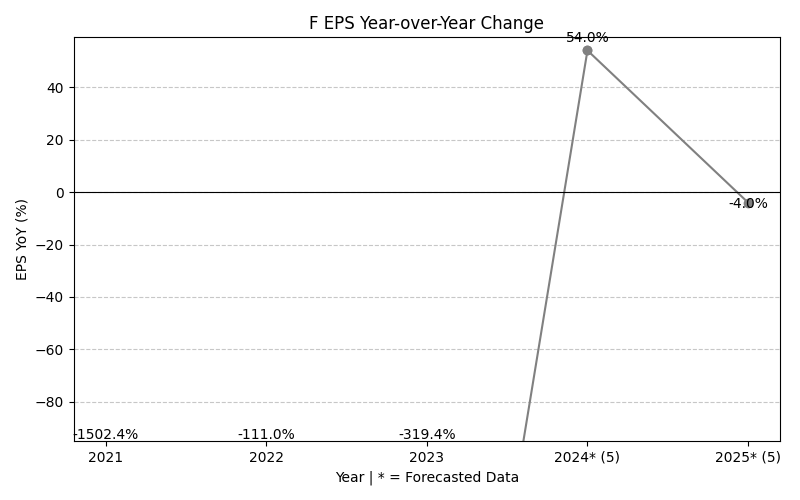 F EPS Year-over-Year Change
54.0%
40
20
0
-4.0%
−20
−40
−60
−80
EPS YoY (%)
-1502.4% -111.0% -319.4%
2021 2022 2023 2024* (5) 2025* (5)
Year | * = Forecasted Data